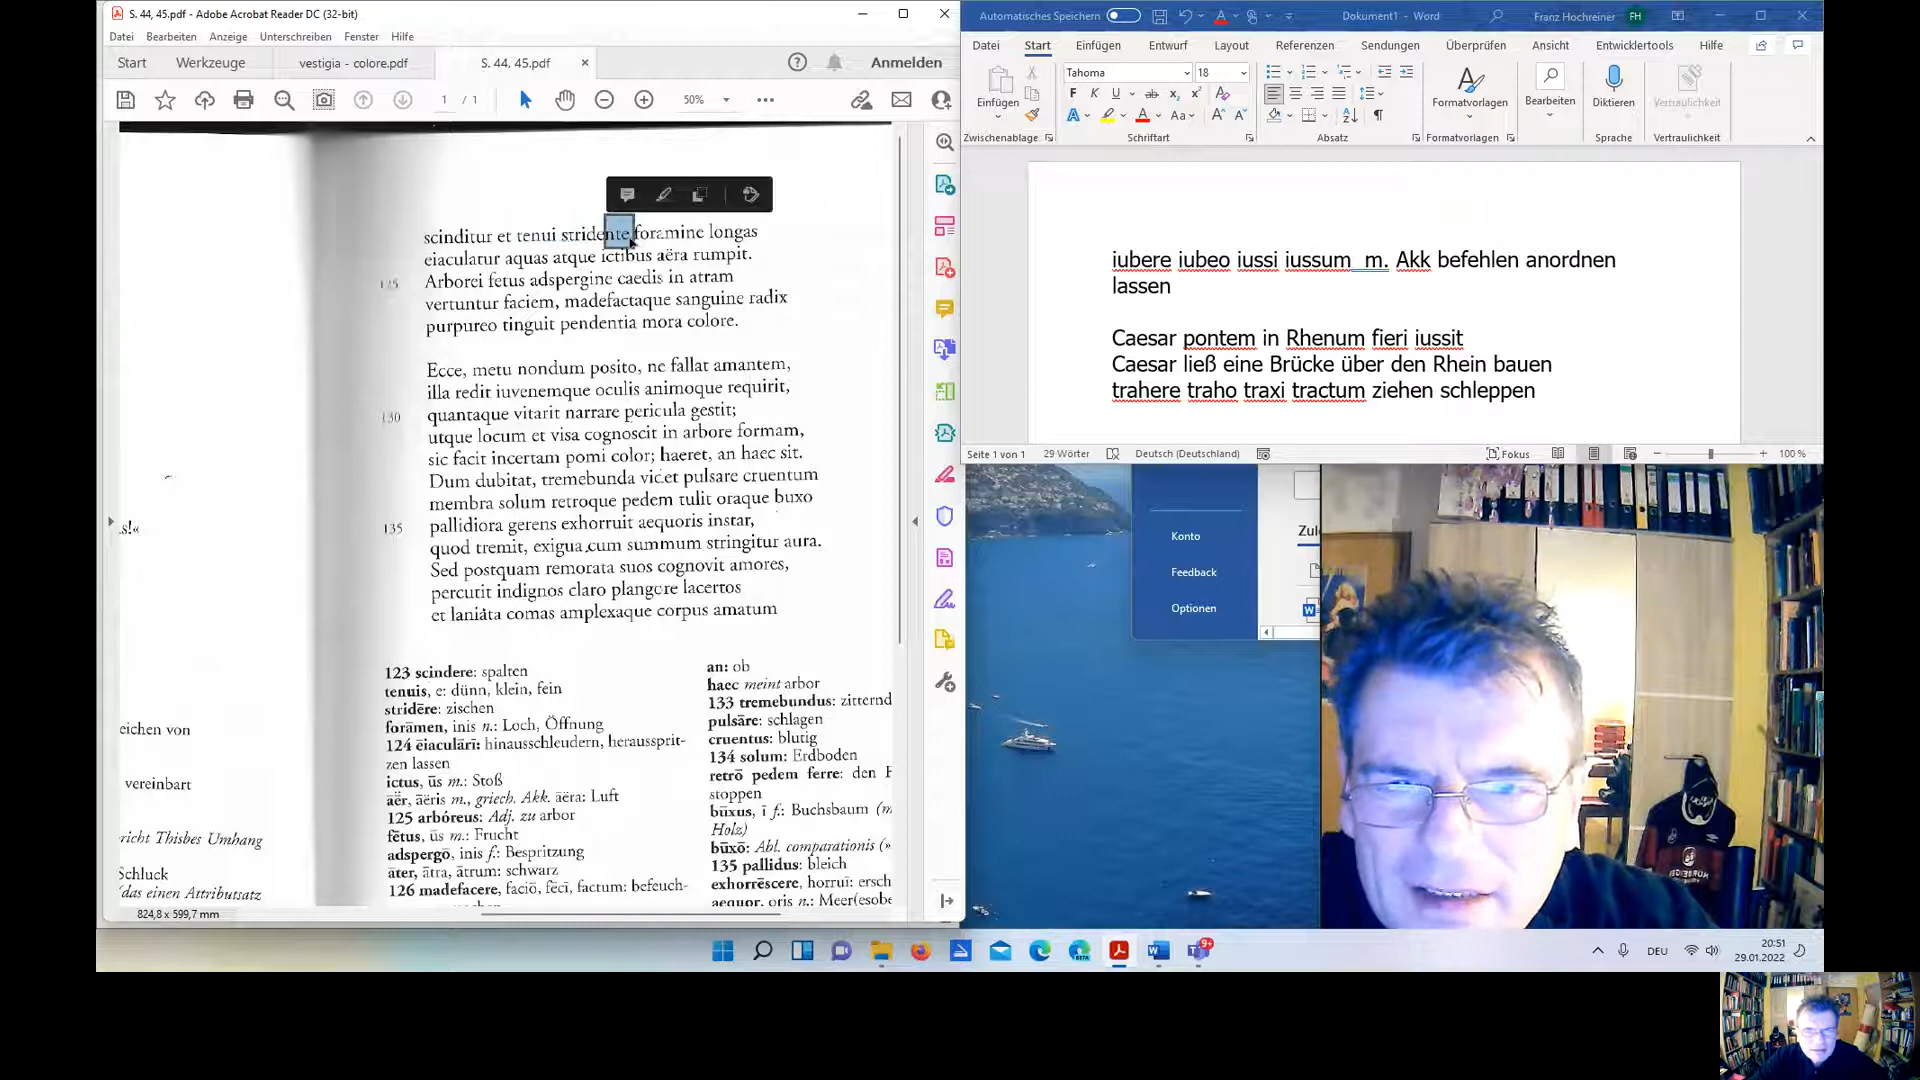 S. 44, 45.pdf - Adobe Acrobat Reader DC (32-bit)
Datei Bearbeiten Anzeige Unterschreiben Fenster Hilfe
Start Werkzeuge vestigia - colore.pdf S. 44, 45.pdf Anmelden
1 / 1 50%
scinditur et tenui stridente foramine longas
eiaculatur aquas atque ictibus aëra rumpit.
125 Arborei fetus adspergine caedis in atram
vertuntur faciem, madefactaque sanguine radix
purpureo tinguit pendentia mora colore.
Ecce, metu nondum posito, ne fallat amantem,
illa redit iuvenemque oculis animoque requirit,
130 quantaque vitarit narrare pericula gestit;
utque locum et visa cognoscit in arbore formam,
sic facit incertam pomi color; haeret, an haec sit.
Dum dubitat, tremebunda videt pulsare cruentum
membra solum retroque pedem tulit oraque buxo
135 pallidiora gerens exhorruit aequoris instar,
quod tremit, exigua cum summum stringitur aura.
Sed postquam remorata suos cognovit amores,
percutit indignos claro plangore lacertos
et laniata comas amplexaque corpus amatum
.s!«
eichen von
vereinbart
richt Thisbes Umhang
Schluck
das einen Attributsatz
123 scindere: spalten
tenuis, e: dünn, klein, fein
strīdēre: zischen
forāmen, inis n.: Loch, Öffnung
124 ēiaculārī: hinausschleudern, heraussprit-
zen lassen
ictus, ūs m.: Stoß
āēr, āëris m., griech. Akk. āëra: Luft
125 arbóreus: Adj. zu arbor
fētus, ūs m.: Frucht
adspergō, inis f.: Bespritzung
āter, ātra, ātrum: schwarz
126 madefacere, faciō, fēcī, factum: befeuch-
an: ob
haec meint arbor
133 tremebundus: zitternd
pulsāre: schlagen
cruentus: blutig
134 solum: Erdboden
retrō pedem ferre: den
stoppen
būxus, ī f.: Buchsbaum (m
Holz)
būxō: Abl. comparationis (»
135 pallidus: bleich
exhorrēscere, horruī: ersch
aequor, oris n.: Meer(esobe
824,8 x 599,7 mm
Automatisches Speichern Dokument1 - Word Franz Hochreiner FH
Datei Start Einfügen Entwurf Layout Referenzen Sendungen Überprüfen Ansicht Entwicklertools Hilfe
Einfügen Tahoma 18 Formatvorlagen Bearbeiten Diktieren Vertraulichkeit
F K U ab x₂ x² Aa
Zwischenablage Schriftart Absatz Formatvorlagen Sprache Vertraulichkeit
iubere iubeo iussi iussum m. Akk befehlen anordnen
lassen
Caesar pontem in Rhenum fieri iussit
Caesar ließ eine Brücke über den Rhein bauen
trahere traho traxi tractum ziehen schleppen
Seite 1 von 1 29 Wörter Deutsch (Deutschland) Fokus 100 %
Konto
Feedback
Optionen
Zule
DEU 20:51
29.01.2022
9+